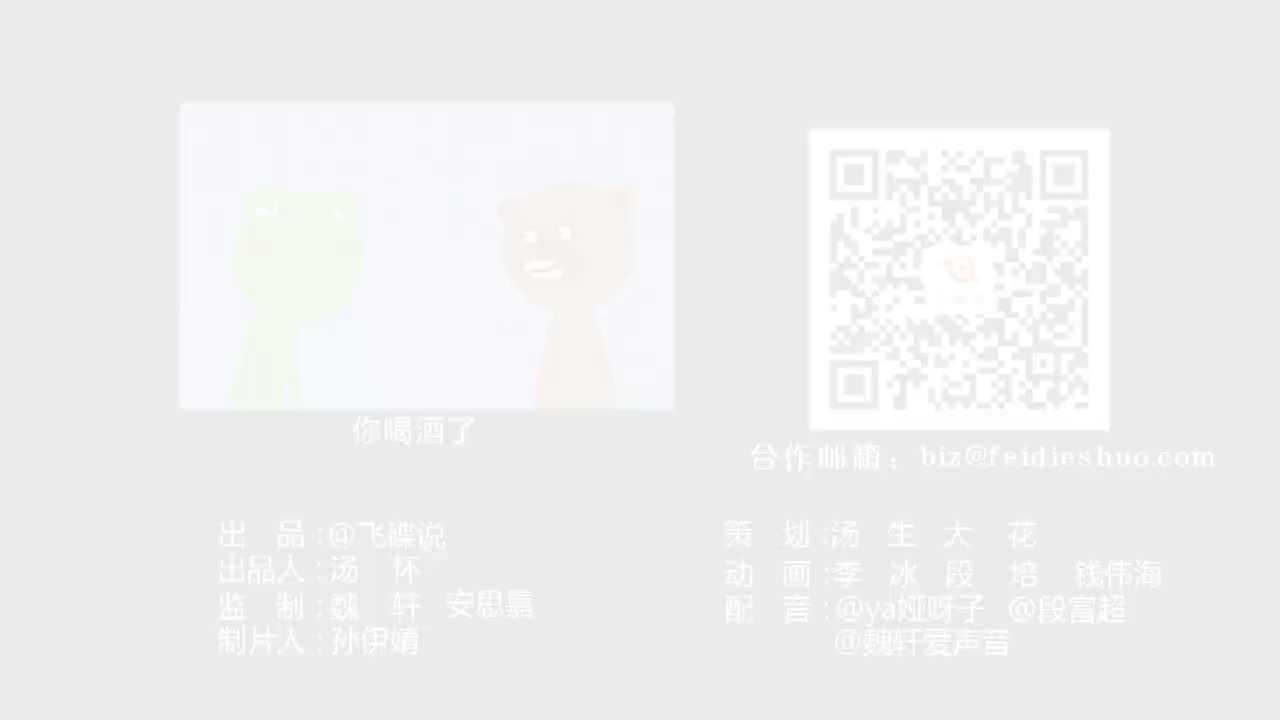 你喝酒了
合作邮箱：biz@feidieshuo.com
出 品：@飞碟说
出品人：汤 怀
监 制：魏 轩 安思嘉
制片人：孙伊婧
策 划：汤 生 大 花
动 画：李 冰 段 培 钱伟海
配 音：@ya娅呀子 @段富超
@魏轩爱声音